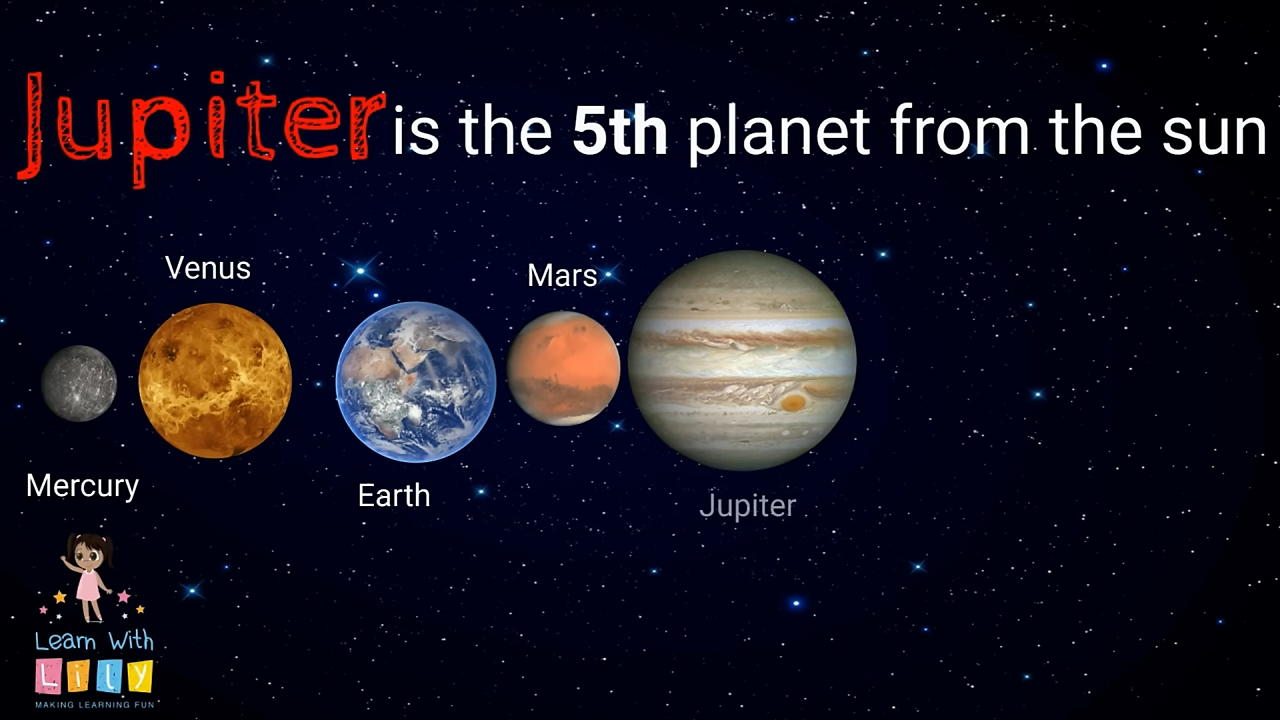 Jupiter is the 5th planet from the sun
Venus
Mars
Mercury
Earth
Jupiter
Learn With
Lily
MAKING LEARNING FUN